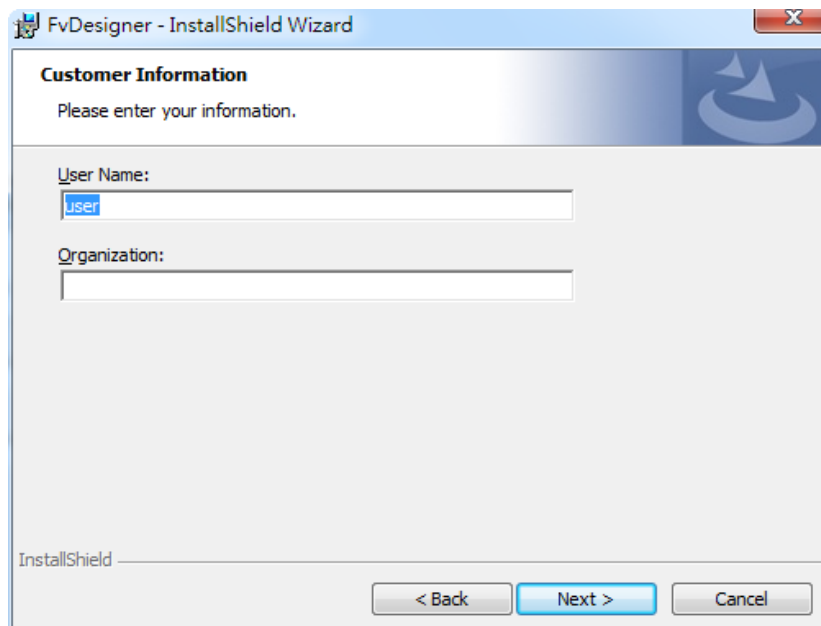 FvDesigner - InstallShield Wizard
X
Customer Information
Please enter your information.
User Name:
user
Organization:
InstallShield
< Back Next > Cancel